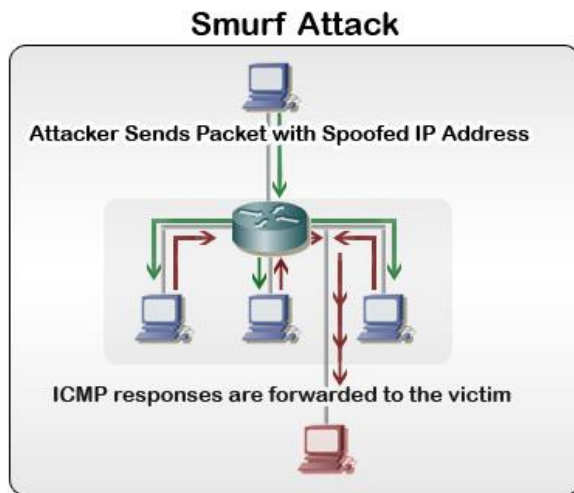 Smurf Attack
Attacker Sends Packet with Spoofed IP Address
ICMP responses are forwarded to the victim